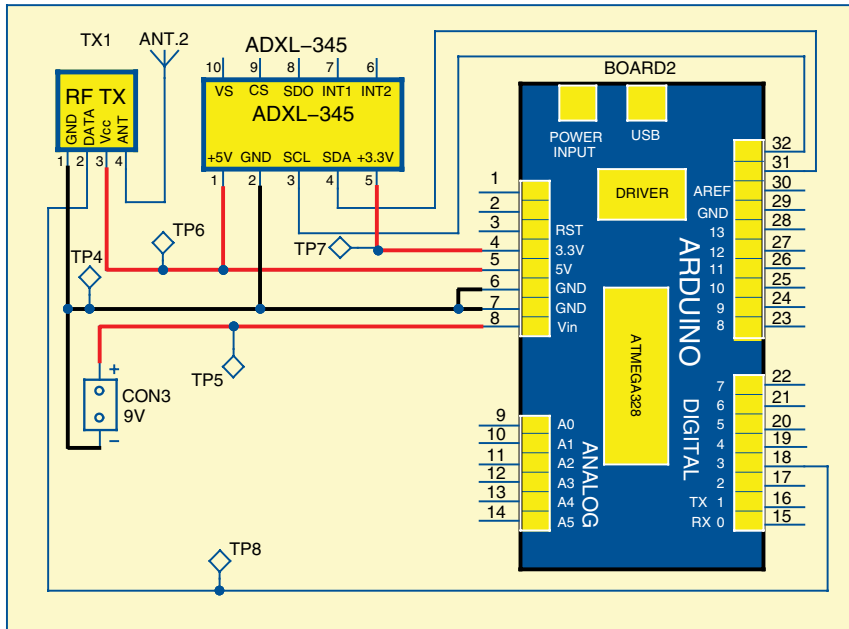 TX1
ANT.2
RF TX
GND
DATA
Vcc
ANT
1 2 3 4
ADXL-345
10 9 8 7 6
VS CS SDO INT1 INT2
ADXL-345
+5V GND SCL SDA +3.3V
1 2 3 4 5
TP6
TP7
TP4
TP5
TP8
+
CON3
9V
−
BOARD2
POWER
INPUT
USB
DRIVER
ATMEGA328
ARDUINO
DIGITAL
ANALOG
1
2
3 RST
4 3.3V
5 5V
6 GND
7 GND
8 Vin
9 A0
10 A1
11 A2
12 A3
13 A4
14 A5
32
31
AREF 30
GND 29
13 28
12 27
11 26
10 25
9 24
8 23
7 22
6 21
5 20
4 19
3 18
2 17
TX 1 16
RX 0 15